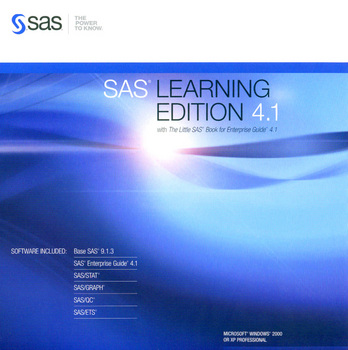 sas
THE
POWER
TO KNOW.
SAS® LEARNING
EDITION 4.1
with The Little SAS® Book for Enterprise Guide® 4.1
SOFTWARE INCLUDED: Base SAS® 9.1.3
SAS® Enterprise Guide® 4.1
SAS/STAT®
SAS/GRAPH®
SAS/QC®
SAS/ETS®
MICROSOFT® WINDOWS® 2000
OR XP PROFESSIONAL